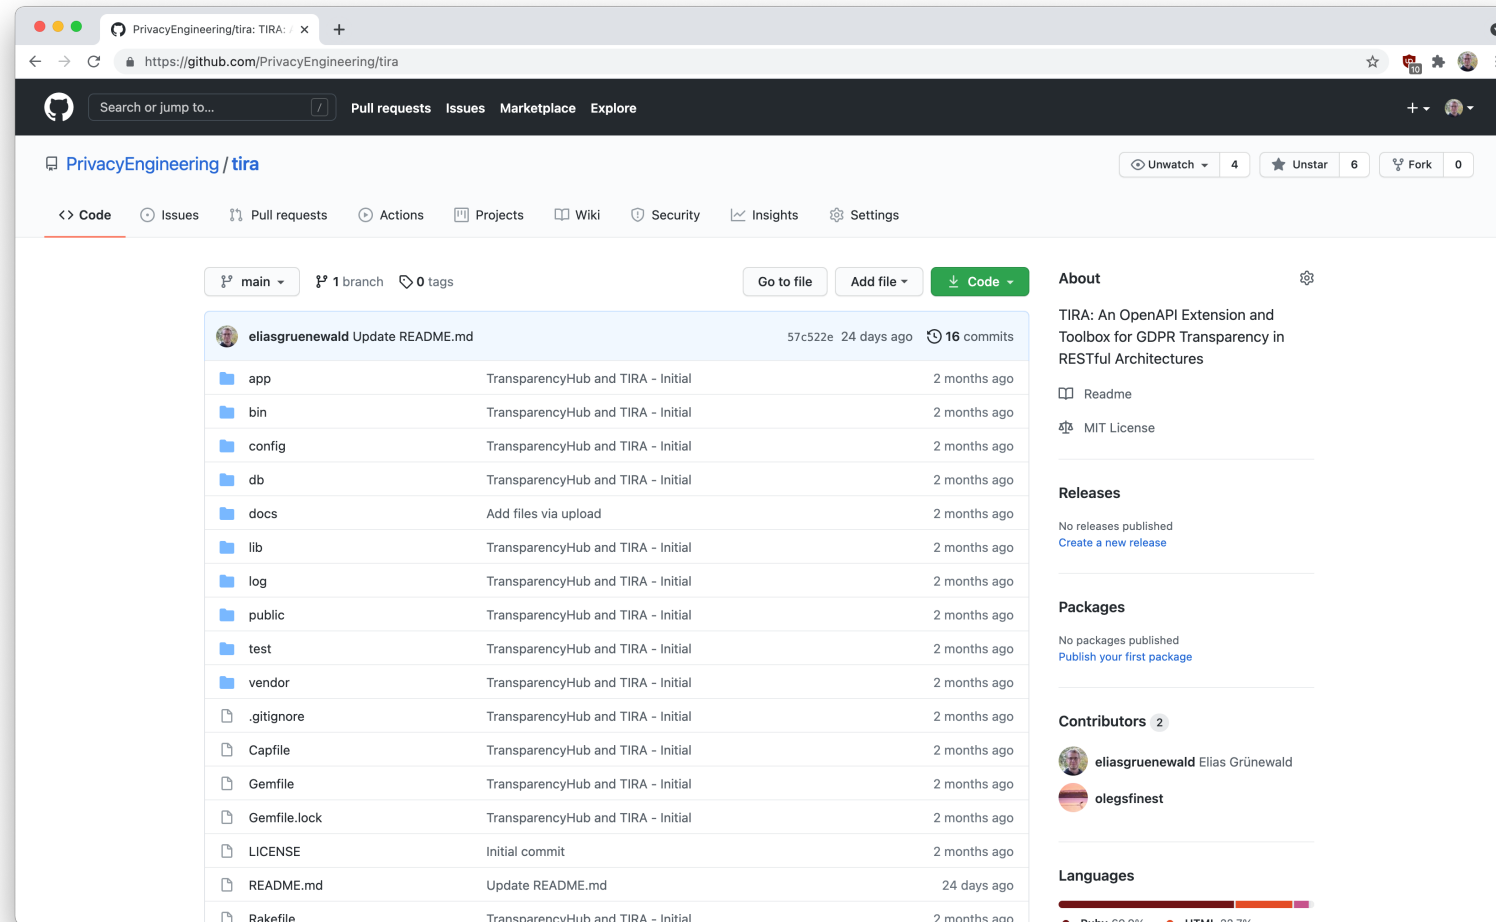 PrivacyEngineering/tira: TIRA:
https://github.com/PrivacyEngineering/tira
10
Search or jump to... /
Pull requests Issues Marketplace Explore
PrivacyEngineering / tira
Unwatch 4 Unstar 6 Fork 0
Code Issues Pull requests Actions Projects Wiki Security Insights Settings
main 1 branch 0 tags Go to file Add file Code
eliasgruenewald Update README.md 57c522e 24 days ago 16 commits
app TransparencyHub and TIRA - Initial 2 months ago
bin TransparencyHub and TIRA - Initial 2 months ago
config TransparencyHub and TIRA - Initial 2 months ago
db TransparencyHub and TIRA - Initial 2 months ago
docs Add files via upload 2 months ago
lib TransparencyHub and TIRA - Initial 2 months ago
log TransparencyHub and TIRA - Initial 2 months ago
public TransparencyHub and TIRA - Initial 2 months ago
test TransparencyHub and TIRA - Initial 2 months ago
vendor TransparencyHub and TIRA - Initial 2 months ago
.gitignore TransparencyHub and TIRA - Initial 2 months ago
Capfile TransparencyHub and TIRA - Initial 2 months ago
Gemfile TransparencyHub and TIRA - Initial 2 months ago
Gemfile.lock TransparencyHub and TIRA - Initial 2 months ago
LICENSE Initial commit 2 months ago
README.md Update README.md 24 days ago
Rakefile TransparencyHub and TIRA - Initial 2 months ago
About
TIRA: An OpenAPI Extension and
Toolbox for GDPR Transparency in
RESTful Architectures
Readme
MIT License
Releases
No releases published
Create a new release
Packages
No packages published
Publish your first package
Contributors 2
eliasgruenewald Elias Grünewald
olegsfinest
Languages